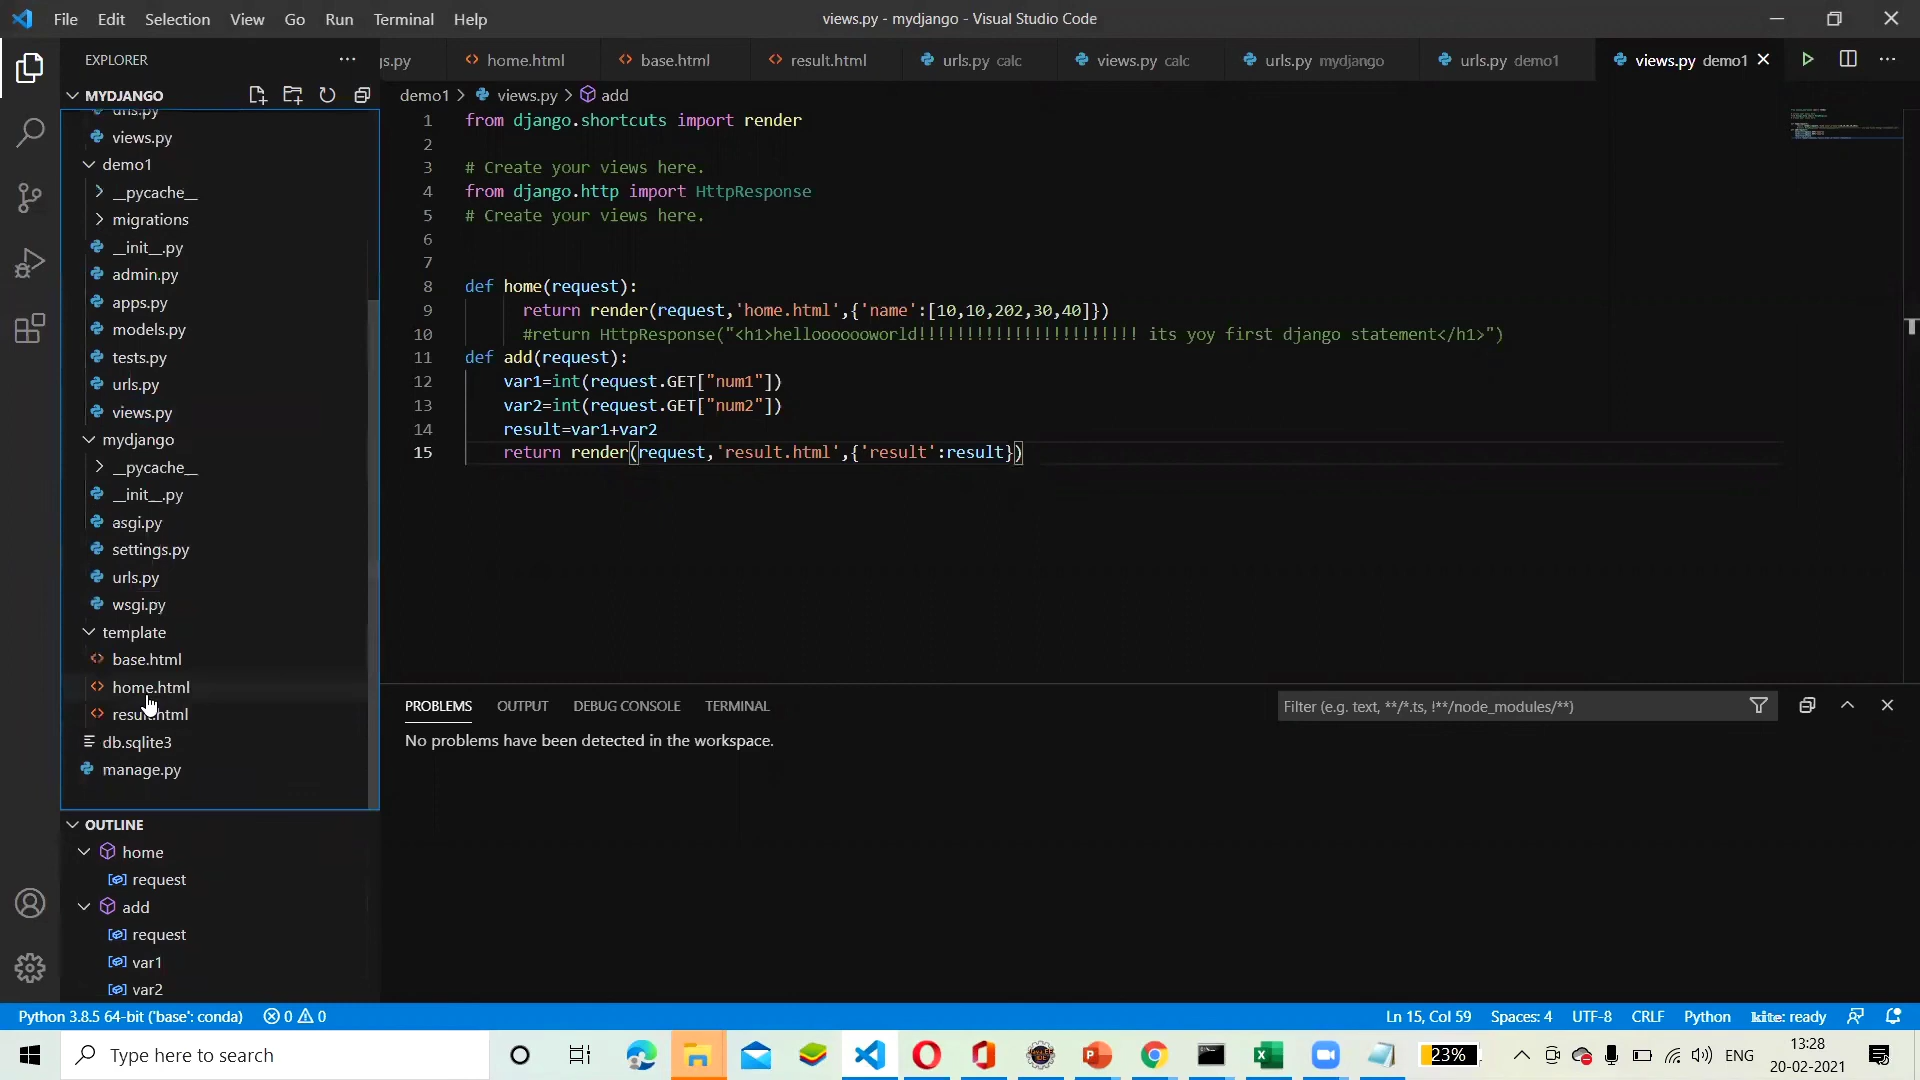 File Edit Selection View Go Run Terminal Help
views.py - mydjango - Visual Studio Code
EXPLORER
gs.py home.html base.html result.html urls.py calc views.py calc urls.py mydjango urls.py demo1 views.py demo1
MYDJANGO
demo1 > views.py > add
urls.py
views.py
demo1
__pycache__
migrations
__init__.py
admin.py
apps.py
models.py
tests.py
urls.py
views.py
mydjango
__pycache__
__init__.py
asgi.py
settings.py
urls.py
wsgi.py
template
base.html
home.html
result.html
db.sqlite3
manage.py
OUTLINE
home
request
add
request
var1
var2
1 from django.shortcuts import render
2
3 # Create your views here.
4 from django.http import HttpResponse
5 # Create your views here.
6
7
8 def home(request):
9 return render(request,'home.html',{'name':[10,10,202,30,40]})
10 #return HttpResponse("<h1>hellooooooworld!!!!!!!!!!!!!!!!!!!!!!! its yoy first django statement</h1>")
11 def add(request):
12 var1=int(request.GET["num1"])
13 var2=int(request.GET["num2"])
14 result=var1+var2
15 return render(request,'result.html',{'result':result})
PROBLEMS OUTPUT DEBUG CONSOLE TERMINAL
Filter (e.g. text, **/*.ts, !**/node_modules/**)
No problems have been detected in the workspace.
Python 3.8.5 64-bit ('base': conda) 0 0
Ln 15, Col 59 Spaces: 4 UTF-8 CRLF Python kite: ready
Type here to search
23%
ENG
13:28
20-02-2021